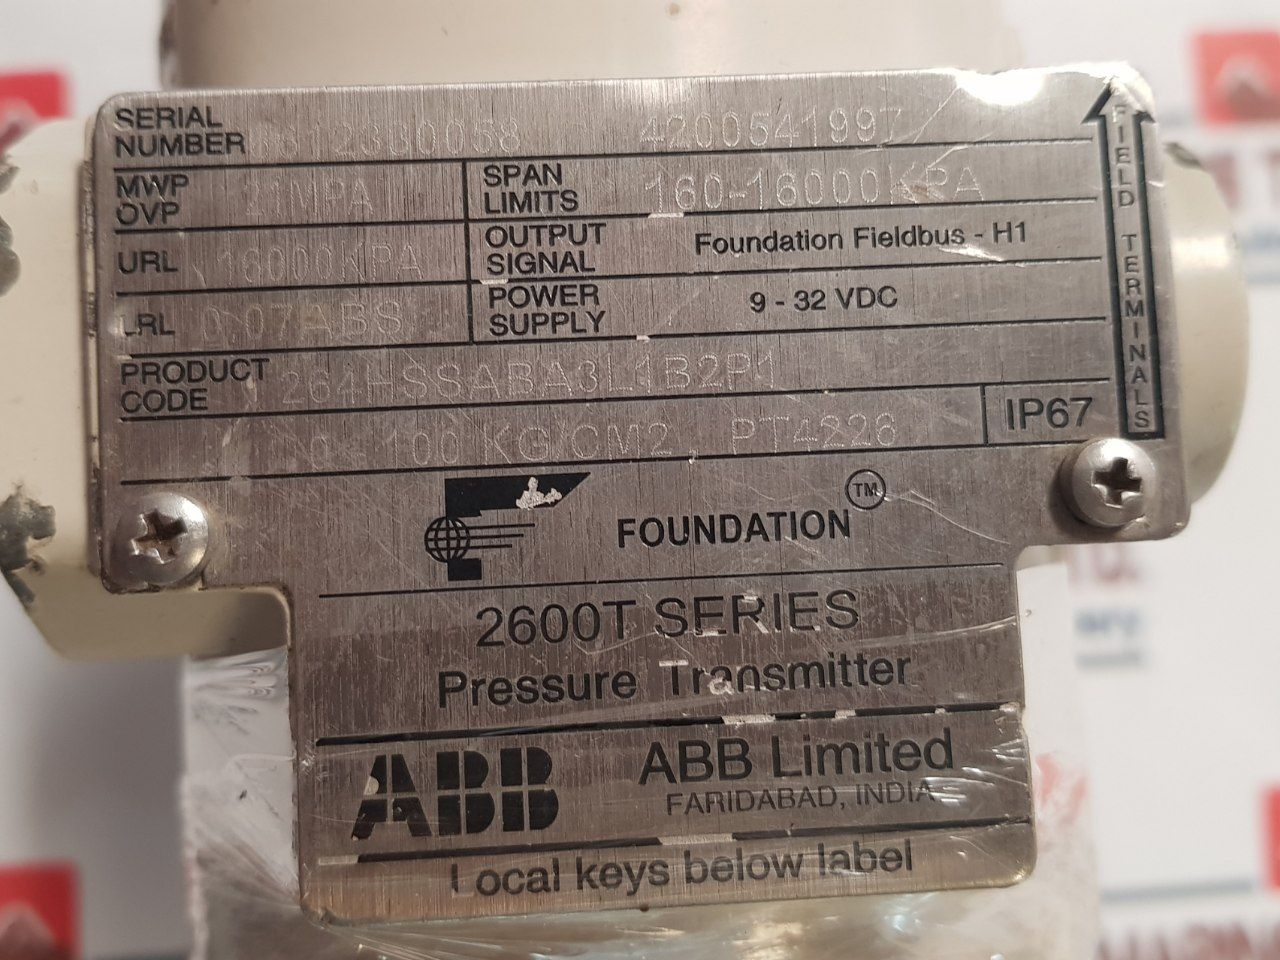 SERIAL NUMBER 6812300058 4200541997
MWP OVP 21MPA SPAN LIMITS 160-16000KPA
URL 16000KPA OUTPUT SIGNAL Foundation Fieldbus - H1
LRL 0.07ABS POWER SUPPLY 9 - 32 VDC
PRODUCT CODE 264HSSABA3L1B2P1
0 - 100 KG/CM2, PT4226 IP67
FIELD TERMINALS
FOUNDATION TM
2600T SERIES
Pressure Transmitter
ABB ABB Limited
FARIDABAD, INDIA
Local keys below label